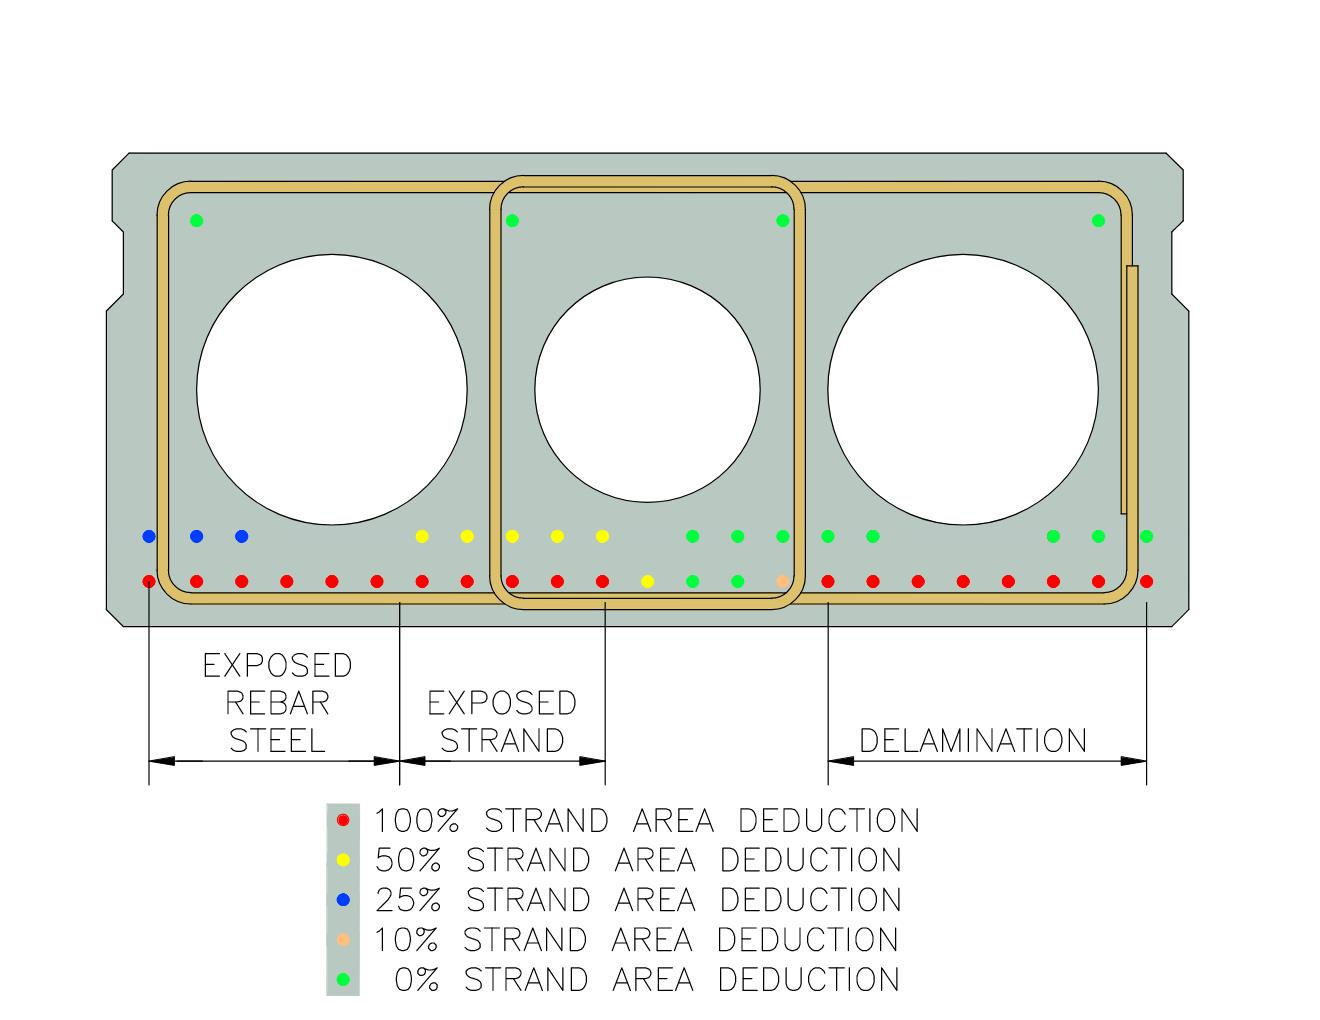 EXPOSED
REBAR
STEEL
EXPOSED
STRAND
DELAMINATION
100% STRAND AREA DEDUCTION
50% STRAND AREA DEDUCTION
25% STRAND AREA DEDUCTION
10% STRAND AREA DEDUCTION
0% STRAND AREA DEDUCTION